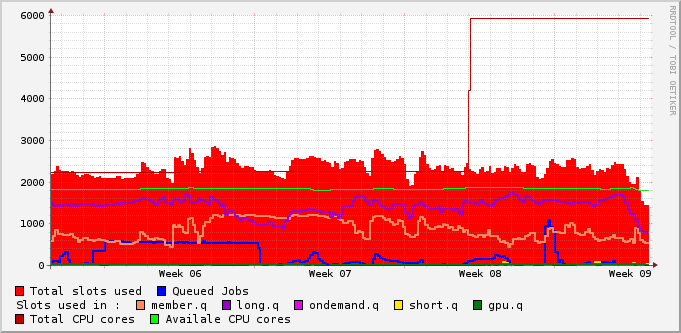 6000
5000
4000
3000
2000
1000
0
Week 06 Week 07 Week 08 Week 09
RRDTOOL / TOBI OETIKER
Total slots used Queued Jobs
Slots used in : member.q long.q ondemand.q short.q gpu.q
Total CPU cores Availale CPU cores